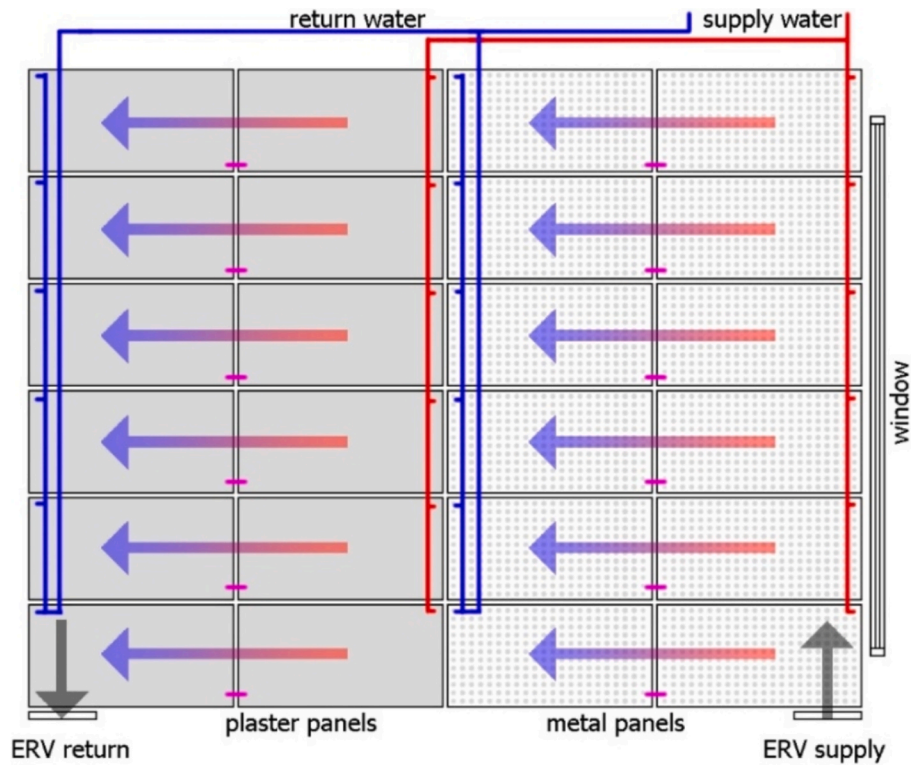 return water
supply water
window
plaster panels
metal panels
ERV return
ERV supply